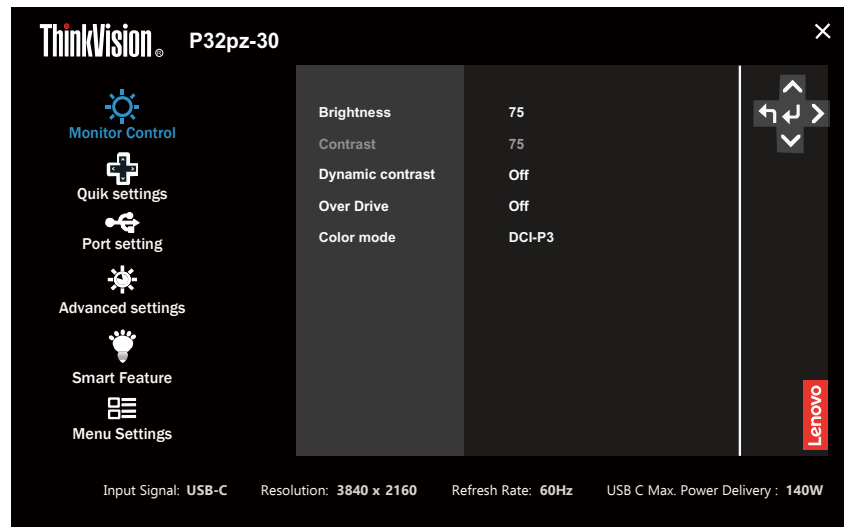 ThinkVision® P32pz-30
Monitor Control
Quik settings
Port setting
Advanced settings
Smart Feature
Menu Settings
Brightness 75
Contrast 75
Dynamic contrast Off
Over Drive Off
Color mode DCI-P3
Lenovo
Input Signal: USB-C Resolution: 3840 x 2160 Refresh Rate: 60Hz USB C Max. Power Delivery : 140W